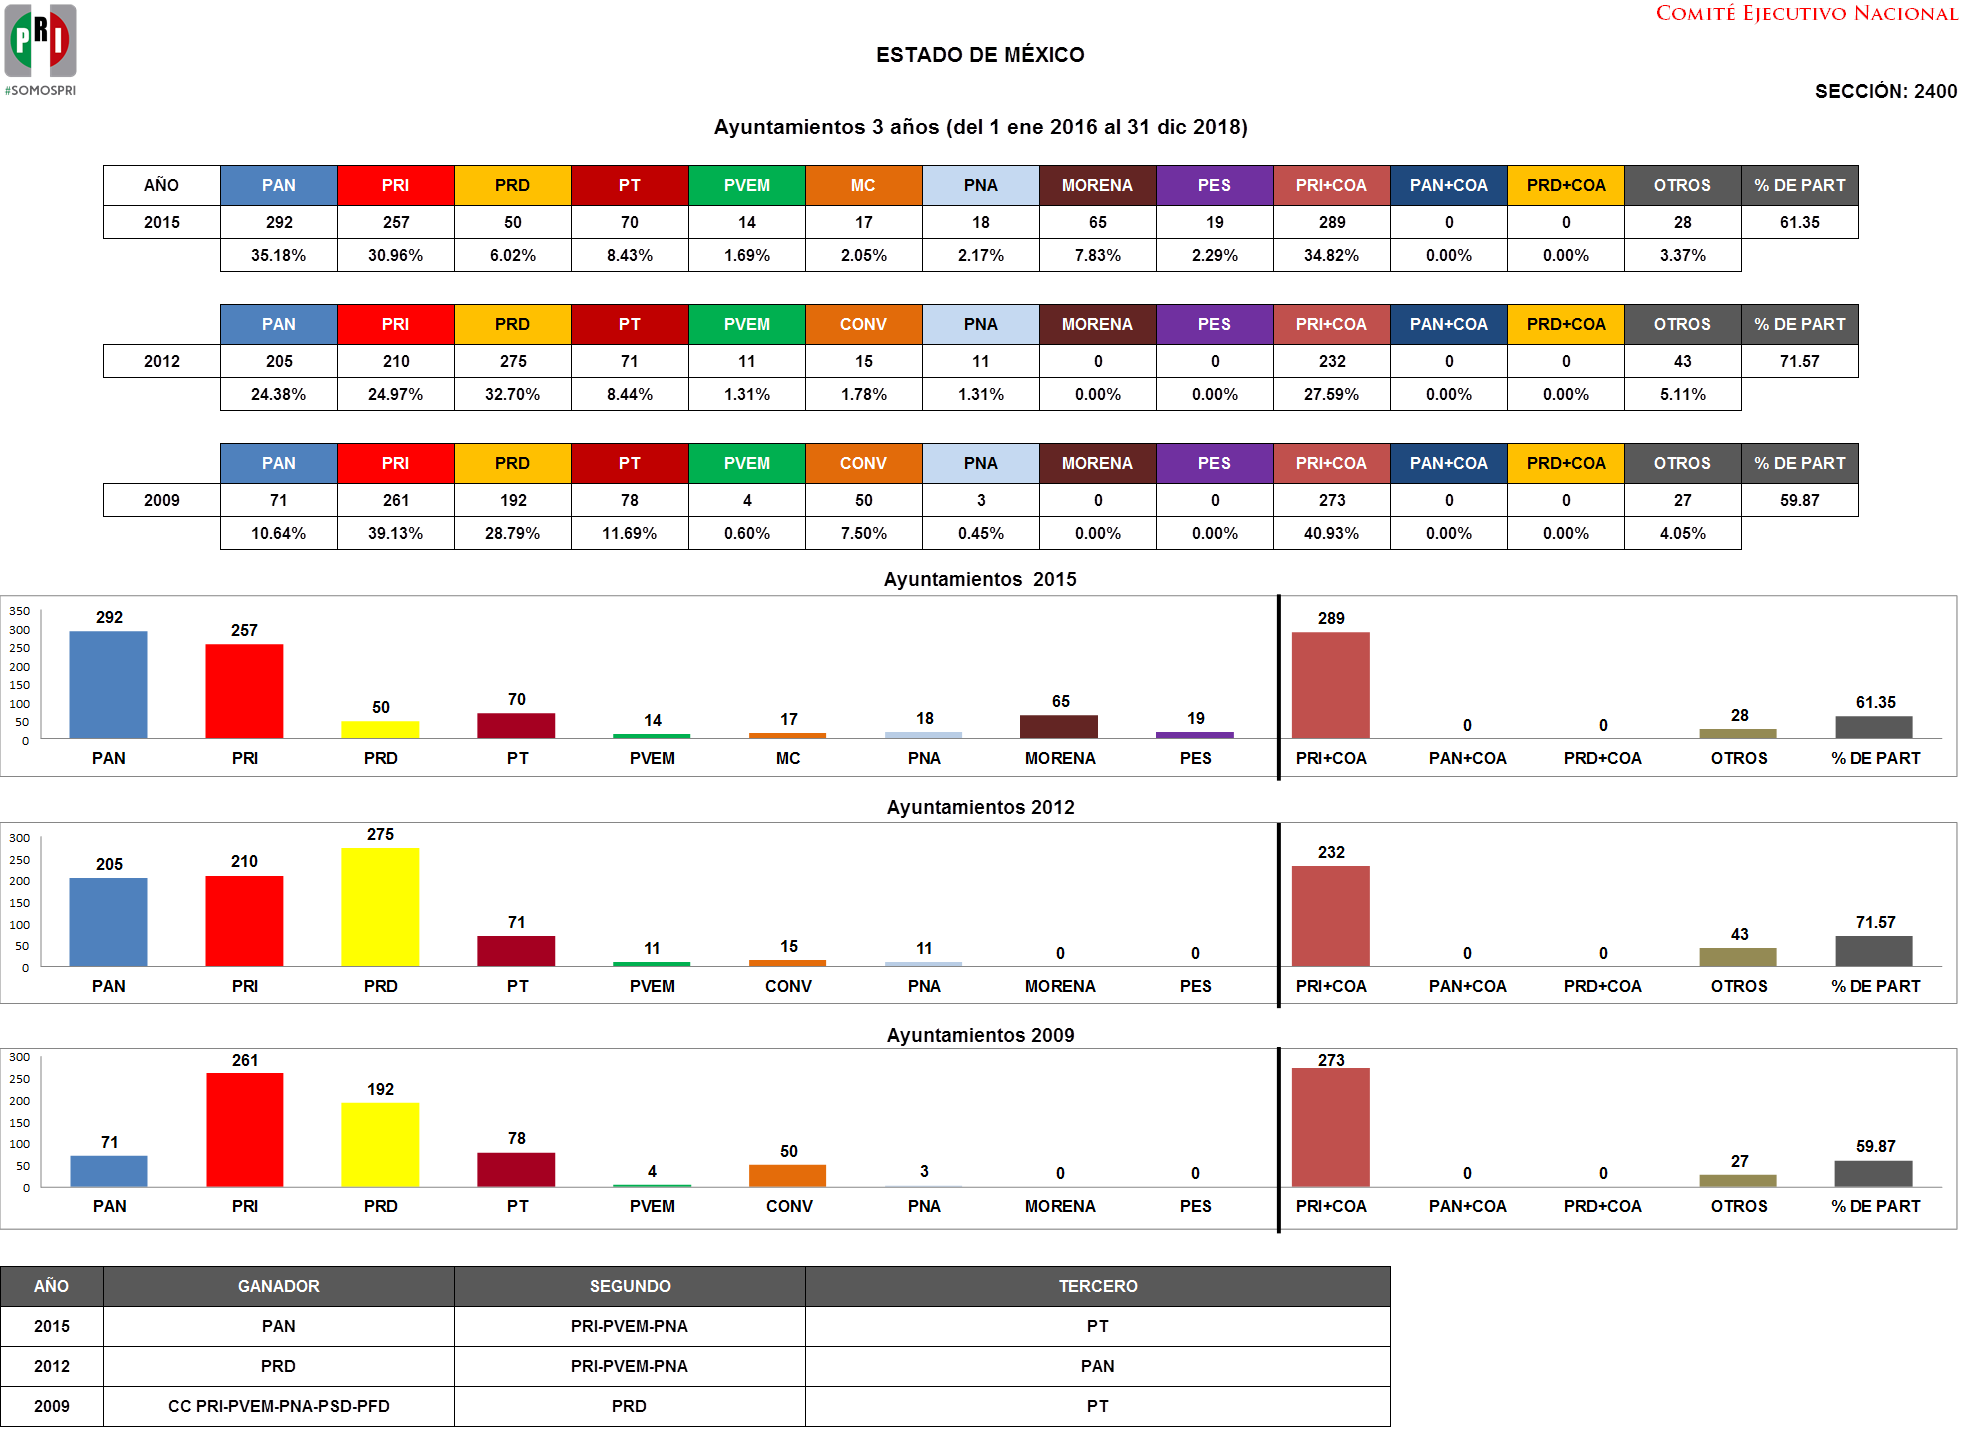 PRI
#SOMOSPRI
COMITÉ EJECUTIVO NACIONAL
ESTADO DE MÉXICO
SECCIÓN: 2400
Ayuntamientos 3 años (del 1 ene 2016 al 31 dic 2018)
AÑO PAN PRI PRD PT PVEM MC PNA MORENA PES PRI+COA PAN+COA PRD+COA OTROS % DE PART
2015 292 257 50 70 14 17 18 65 19 289 0 0 28 61.35
35.18% 30.96% 6.02% 8.43% 1.69% 2.05% 2.17% 7.83% 2.29% 34.82% 0.00% 0.00% 3.37%
PAN PRI PRD PT PVEM CONV PNA MORENA PES PRI+COA PAN+COA PRD+COA OTROS % DE PART
2012 205 210 275 71 11 15 11 0 0 232 0 0 43 71.57
24.38% 24.97% 32.70% 8.44% 1.31% 1.78% 1.31% 0.00% 0.00% 27.59% 0.00% 0.00% 5.11%
PAN PRI PRD PT PVEM CONV PNA MORENA PES PRI+COA PAN+COA PRD+COA OTROS % DE PART
2009 71 261 192 78 4 50 3 0 0 273 0 0 27 59.87
10.64% 39.13% 28.79% 11.69% 0.60% 7.50% 0.45% 0.00% 0.00% 40.93% 0.00% 0.00% 4.05%
Ayuntamientos 2015
350
300
250
200
150
100
50
0
292 257 50 70 14 17 18 65 19 289 0 0 28 61.35
PAN PRI PRD PT PVEM MC PNA MORENA PES PRI+COA PAN+COA PRD+COA OTROS % DE PART
Ayuntamientos 2012
300
250
200
150
100
50
0
205 210 275 71 11 15 11 0 0 232 0 0 43 71.57
PAN PRI PRD PT PVEM CONV PNA MORENA PES PRI+COA PAN+COA PRD+COA OTROS % DE PART
Ayuntamientos 2009
300
250
200
150
100
50
0
71 261 192 78 4 50 3 0 0 273 0 0 27 59.87
PAN PRI PRD PT PVEM CONV PNA MORENA PES PRI+COA PAN+COA PRD+COA OTROS % DE PART
AÑO GANADOR SEGUNDO TERCERO
2015 PAN PRI-PVEM-PNA PT
2012 PRD PRI-PVEM-PNA PAN
2009 CC PRI-PVEM-PNA-PSD-PFD PRD PT